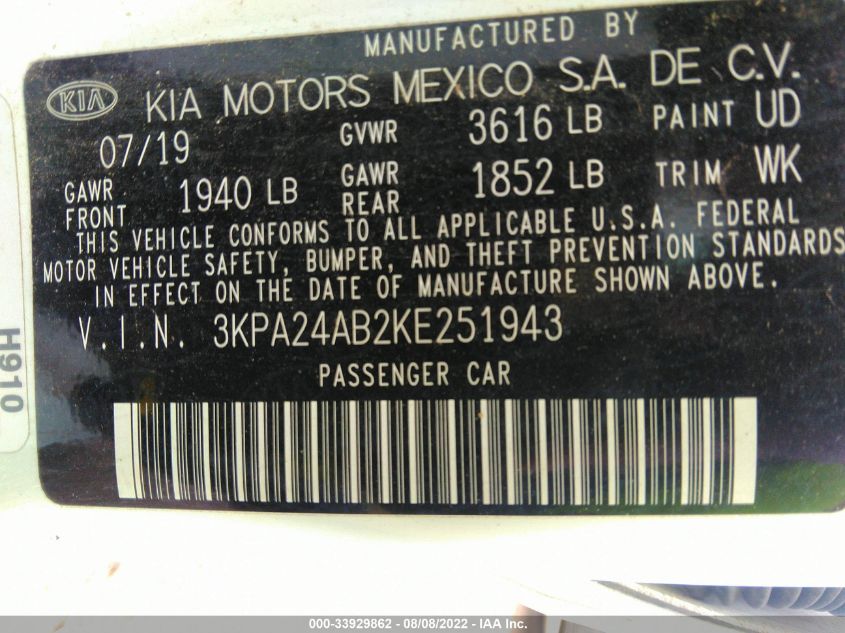 MANUFACTURED BY
KIA KIA MOTORS MEXICO S.A. DE C.V.
07/19 GVWR 3616 LB PAINT UD
GAWR FRONT 1940 LB GAWR REAR 1852 LB TRIM WK
THIS VEHICLE CONFORMS TO ALL APPLICABLE U.S.A. FEDERAL
MOTOR VEHICLE SAFETY, BUMPER, AND THEFT PREVENTION STANDARDS
IN EFFECT ON THE DATE OF MANUFACTURE SHOWN ABOVE.
V.I.N. 3KPA24AB2KE251943
PASSENGER CAR
H910
000-33929862 - 08/08/2022 - IAA Inc.